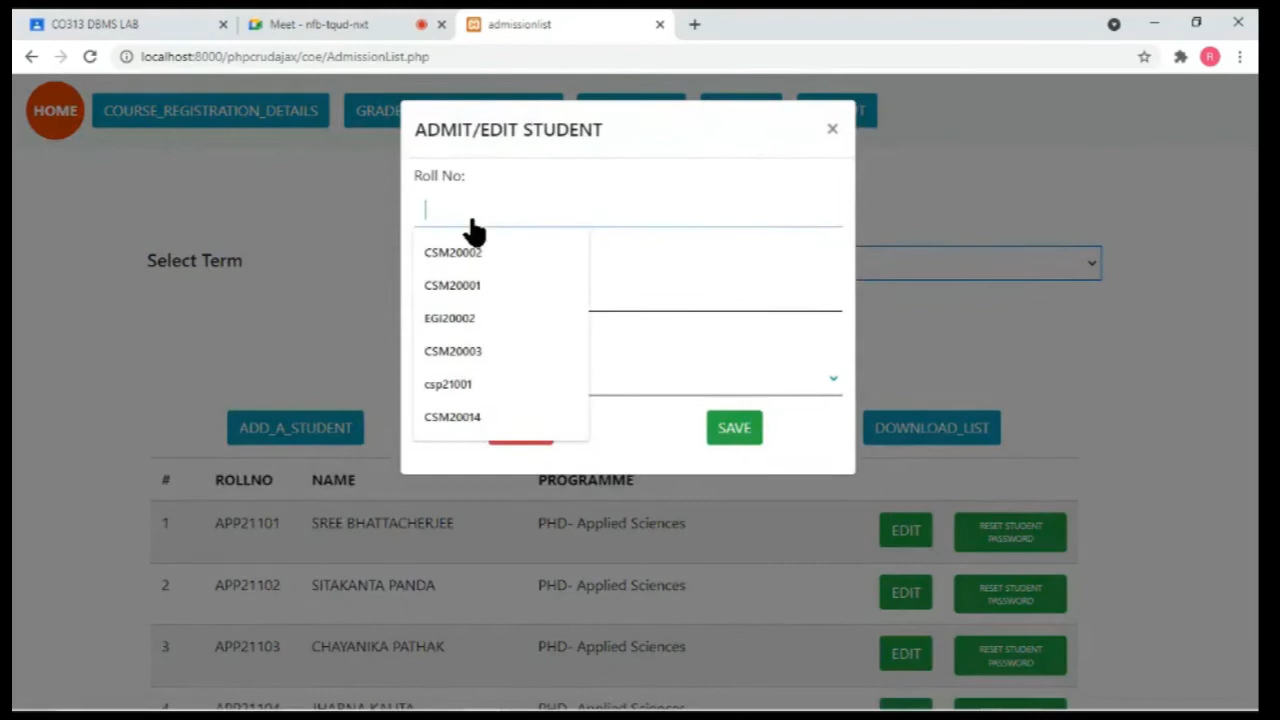 CO313 DBMS LAB
Meet - nfb-tqud-nxt
admissionlist
localhost:8000/phpcrudajax/coe/AdmissionList.php
R
HOME
COURSE_REGISTRATION_DETAILS
ADMIT/EDIT STUDENT
Roll No:
CSM20002
CSM20001
EGI20002
CSM20003
csp21001
CSM20014
Select Term
ADD_A_STUDENT
SAVE
DOWNLOAD_LIST
# ROLLNO NAME PROGRAMME
1 APP21101 SREE BHATTACHERJEE PHD- Applied Sciences EDIT RESET STUDENT PASSWORD
2 APP21102 SITAKANTA PANDA PHD- Applied Sciences EDIT RESET STUDENT PASSWORD
3 APP21103 CHAYANIKA PATHAK PHD- Applied Sciences EDIT RESET STUDENT PASSWORD